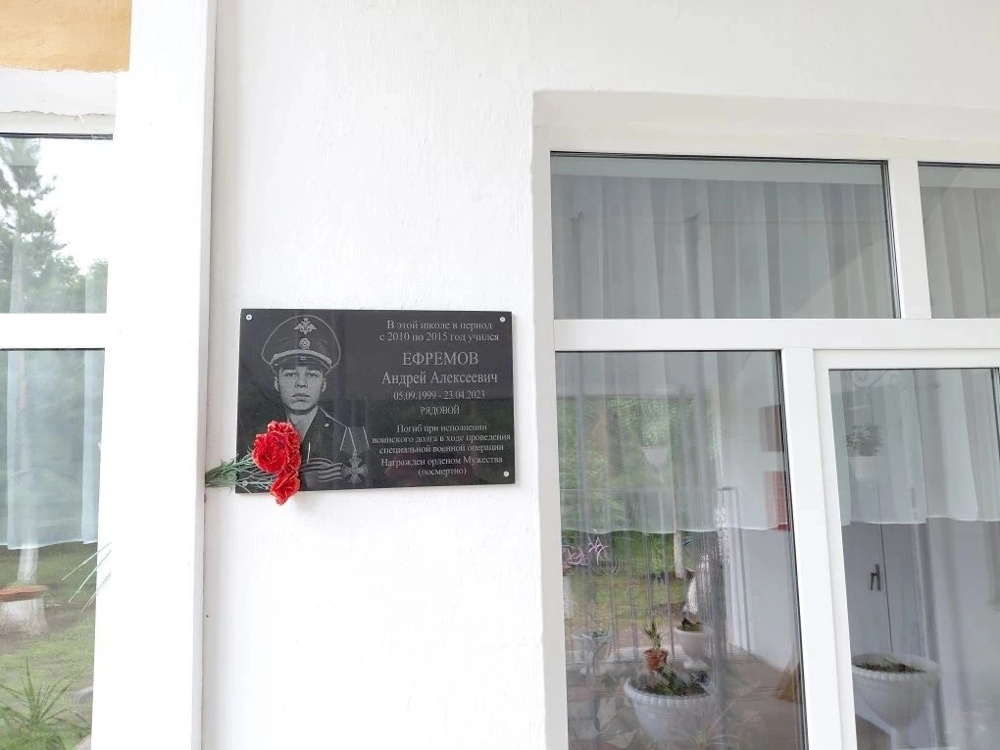 В этой школе в период
с 2010 по 2015 год учился
ЕФРЕМОВ
Андрей Алексеевич
05.09.1999 - 23.04.2023
РЯДОВОЙ
Погиб при исполнении
воинского долга в ходе проведения
специальной военной операции
Награжден орденом Мужества
(посмертно)